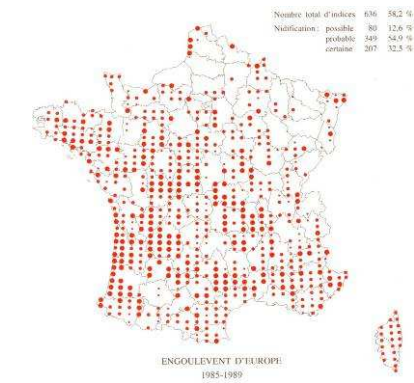 Nombre total d'indices 636 58,2 %
Nidification: possible 80 12,6 %
probable 349 54,9 %
certaine 207 32,5 %
ENGOULEVENT D'EUROPE
1985-1989